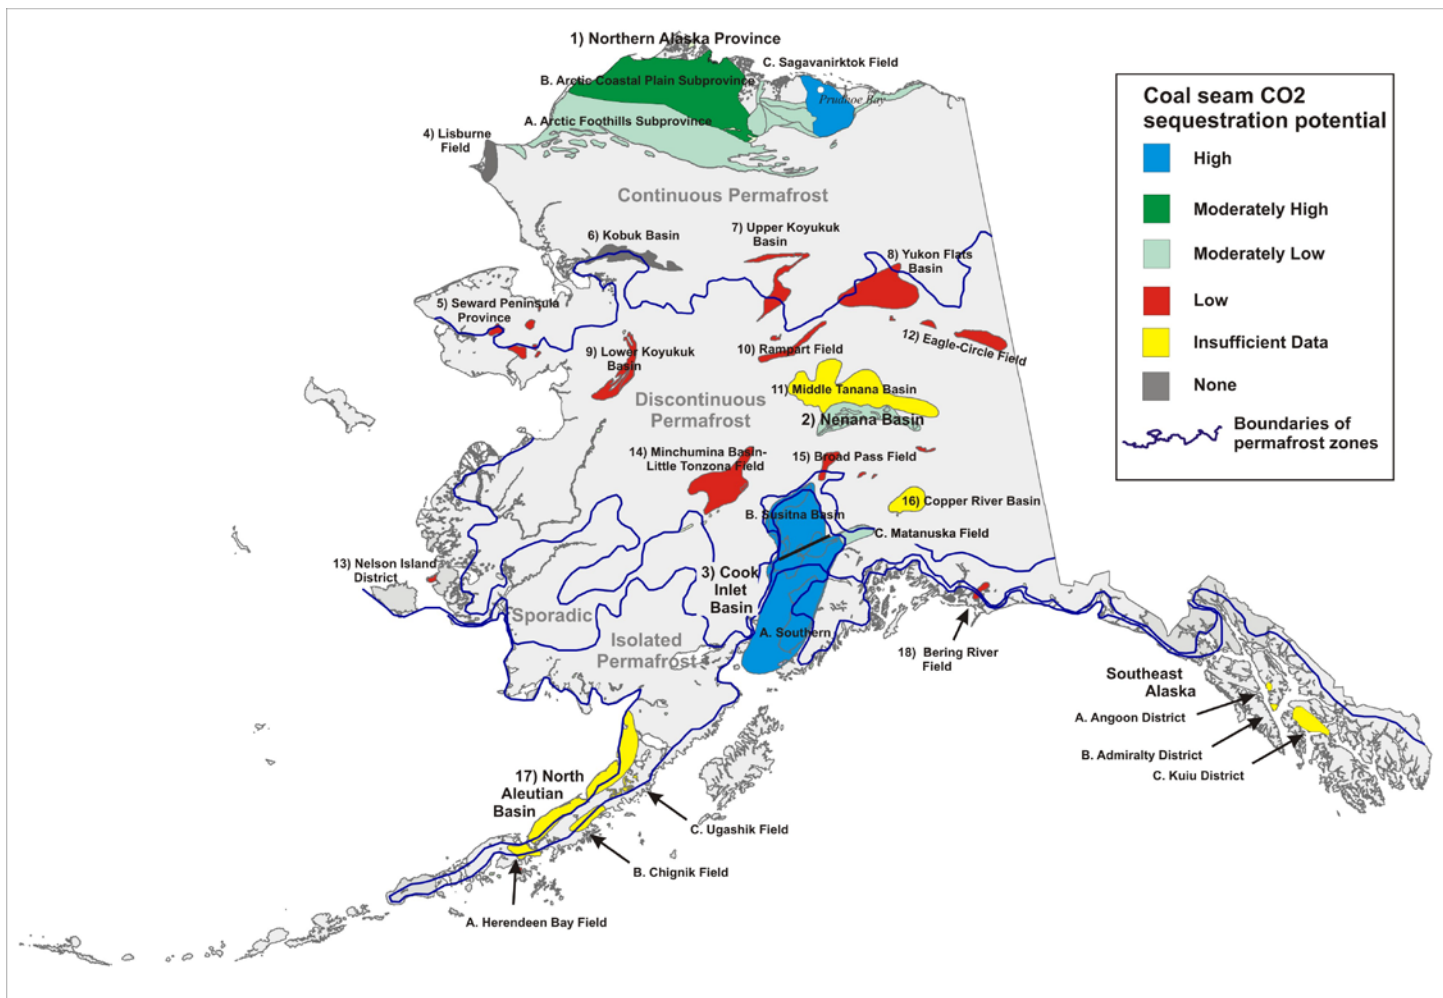 1) Northern Alaska Province
C. Sagavanirktok Field
B. Arctic Coastal Plain Subprovince
Prudhoe Bay
A. Arctic Foothills Subprovince
4) Lisburne
Field
Continuous Permafrost
6) Kobuk Basin
7) Upper Koyukuk
Basin
8) Yukon Flats
Basin
5) Seward Peninsula
Province
9) Lower Koyukuk
Basin
10) Rampart Field
12) Eagle-Circle Field
Discontinuous
Permafrost
11) Middle Tanana Basin
2) Nenana Basin
14) Minchumina Basin-
Little Tonzona Field
15) Broad Pass Field
16) Copper River Basin
B. Susitna Basin
C. Matanuska Field
13) Nelson Island
District
3) Cook
Inlet
Basin
Sporadic
Isolated
Permafrost
A. Southern
18) Bering River
Field
Southeast
Alaska
A. Angoon District
B. Admiralty District
C. Kuiu District
17) North
Aleutian
Basin
C. Ugashik Field
B. Chignik Field
A. Herendeen Bay Field
Coal seam CO2
sequestration potential
High
Moderately High
Moderately Low
Low
Insufficient Data
None
Boundaries of
permafrost zones